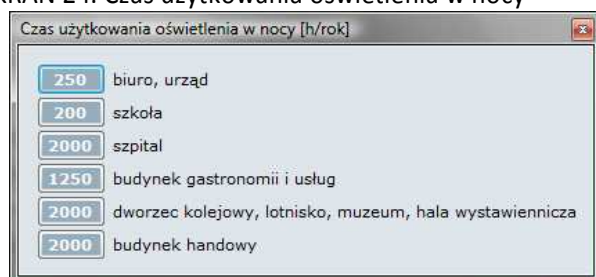 24. Czas użytkowania oświetlenia w nocy
Czas użytkowania oświetlenia w nocy [h/rok]
250 biuro, urząd
200 szkoła
2000 szpital
1250 budynek gastronomii i usług
2000 dworzec kolejowy, lotnisko, muzeum, hala wystawiennicza
2000 budynek handowy